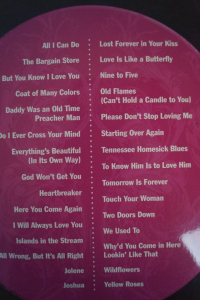 All I Can Do
The Bargain Store
But You Know I Love You
Coat of Many Colors
Daddy Was an Old Time
Preacher Man
Do I Ever Cross Your Mind
Everything's Beautiful
(In Its Own Way)
God Won't Get You
Heartbreaker
Here You Come Again
I Will Always Love You
Islands in the Stream
All Wrong, But It's All Right
Jolene
Joshua
Lost Forever in Your Kiss
Love Is Like a Butterfly
Nine to Five
Old Flames
(Can't Hold a Candle to You)
Please Don't Stop Loving Me
Starting Over Again
Tennessee Homesick Blues
To Know Him Is to Love Him
Tomorrow Is Forever
Touch Your Woman
Two Doors Down
We Used To
Why'd You Come in Here
Lookin' Like That
Wildflowers
Yellow Roses